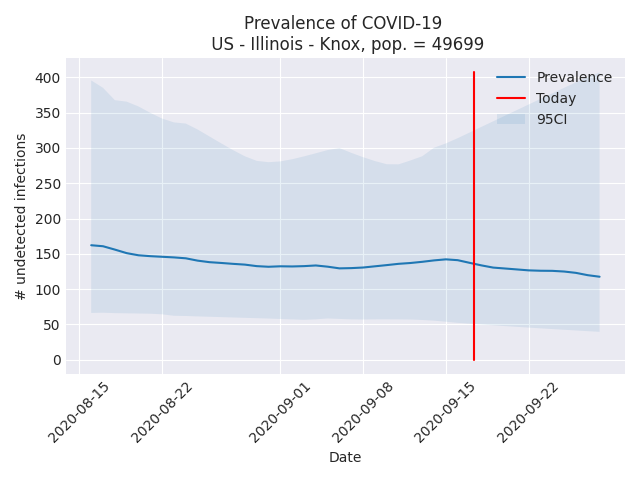 Prevalence of COVID-19
US - Illinois - Knox, pop. = 49699
# undetected infections
400
350
300
250
200
150
100
50
0
Prevalence
Today
95CI
2020-08-15
2020-08-22
2020-09-01
2020-09-08
2020-09-15
2020-09-22
Date